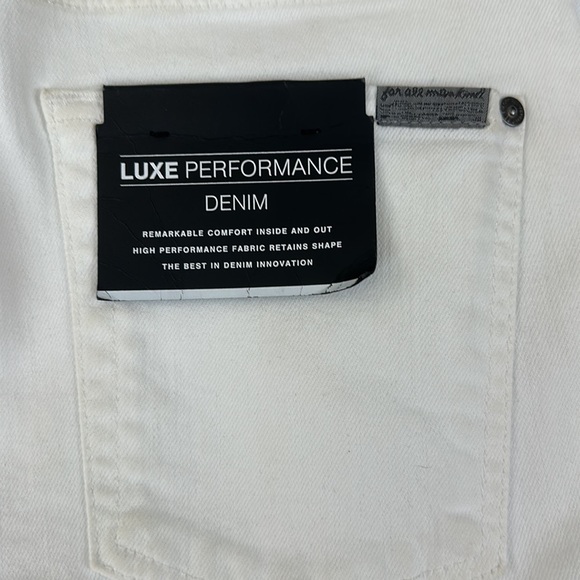 for all mankind
LUXE PERFORMANCE
DENIM
REMARKABLE COMFORT INSIDE AND OUT
HIGH PERFORMANCE FABRIC RETAINS SHAPE
THE BEST IN DENIM INNOVATION